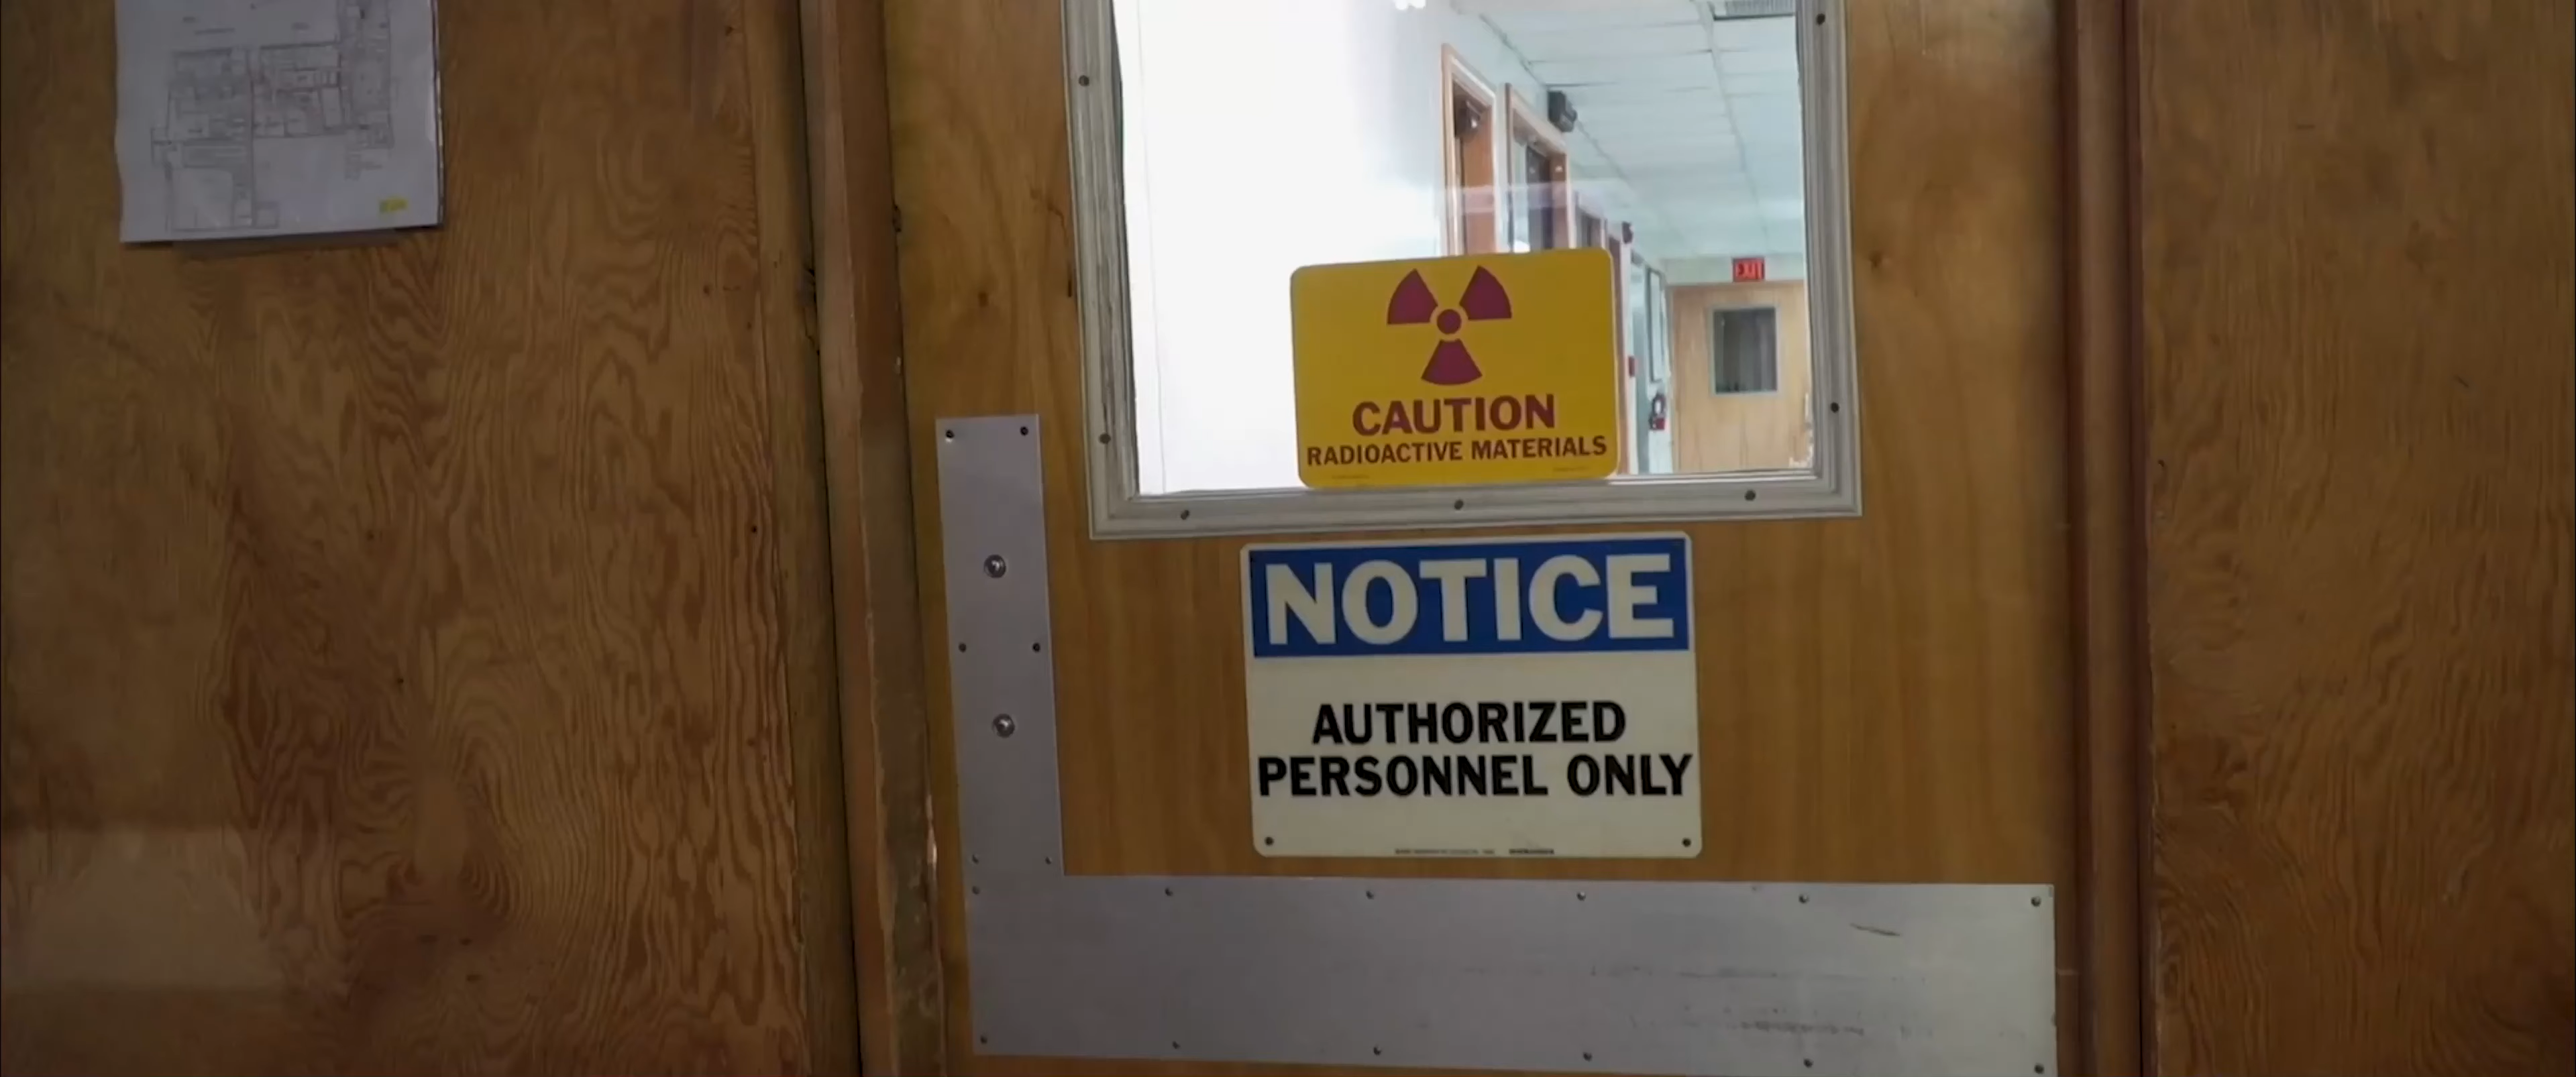 EXIT
CAUTION
RADIOACTIVE MATERIALS
NOTICE
AUTHORIZED
PERSONNEL ONLY